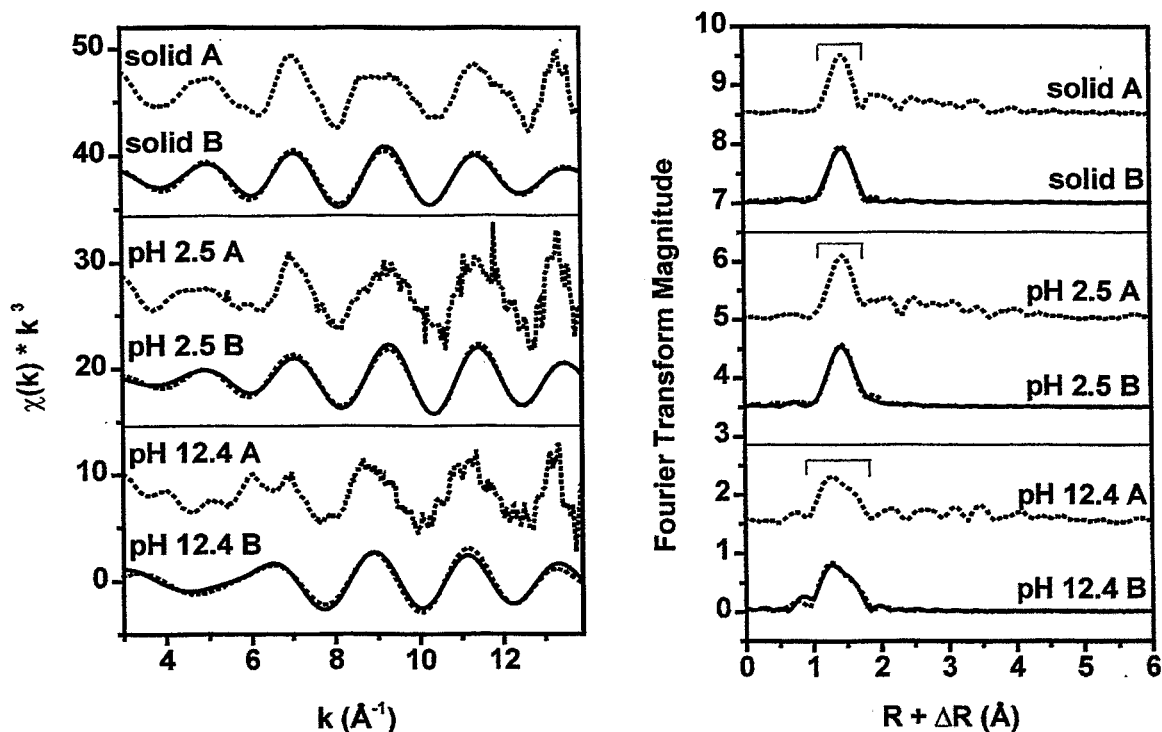 50
40
30
20
10
0
χ(k) * k³
solid A
solid B
pH 2.5 A
pH 2.5 B
pH 12.4 A
pH 12.4 B
4 6 8 10 12
k (Å⁻¹)
10
9
8
7
6
5
4
3
2
1
0
Fourier Transform Magnitude
solid A
solid B
pH 2.5 A
pH 2.5 B
pH 12.4 A
pH 12.4 B
0 1 2 3 4 5 6
R + ΔR (Å)